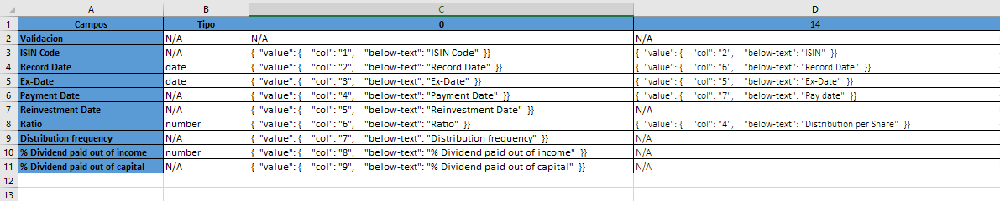 A B C D
1 Campos Tipo 0 14
2 Validacion N/A N/A N/A
3 ISIN Code N/A { "value": { "col": "1", "below-text": "ISIN Code" }} { "value": { "col": "2", "below-text": "ISIN" }}
4 Record Date date { "value": { "col": "2", "below-text": "Record Date" }} { "value": { "col": "6", "below-text": "Record Date" }}
5 Ex-Date date { "value": { "col": "3", "below-text": "Ex-Date" }} { "value": { "col": "5", "below-text": "Ex-Date" }}
6 Payment Date N/A { "value": { "col": "4", "below-text": "Payment Date" }} { "value": { "col": "7", "below-text": "Pay date" }}
7 Reinvestment Date N/A { "value": { "col": "5", "below-text": "Reinvestment Date" }} N/A
8 Ratio number { "value": { "col": "6", "below-text": "Ratio" }} { "value": { "col": "4", "below-text": "Distribution per Share" }}
9 Distribution frequency N/A { "value": { "col": "7", "below-text": "Distribution frequency" }} N/A
10 % Dividend paid out of income number { "value": { "col": "8", "below-text": "% Dividend paid out of income" }} N/A
11 % Dividend paid out of capital N/A { "value": { "col": "9", "below-text": "% Dividend paid out of capital" }} N/A
12
13